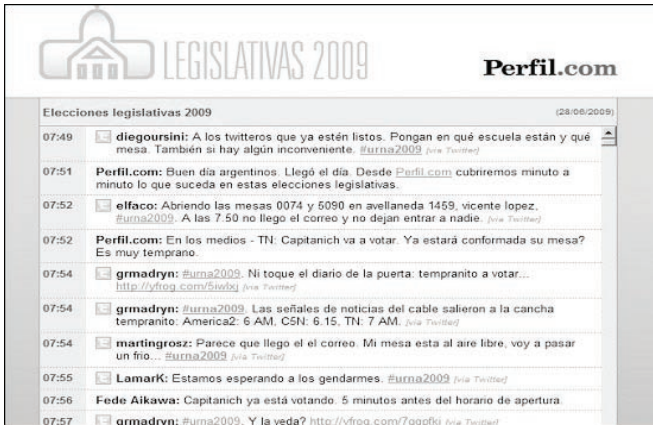 LEGISLATIVAS 2009
Perfil.com
Elecciones legislativas 2009 (28/06/2009)
07:49 diegoursini: A los twitteros que ya estén listos. Pongan en qué escuela están y qué
mesa. También si hay algún inconveniente. #urna2009 [via Twitter]
07:51 Perfil.com: Buen día argentinos. Llegó el día. Desde Perfil.com cubriremos minuto a
minuto lo que suceda en estas elecciones legislativas.
07:52 elfaco: Abriendo las mesas 0074 y 5090 en avellaneda 1459, vicente lopez,
#urna2009. A las 7.50 no llego el correo y no dejan entrar a nadie. [via Twitter]
07:52 Perfil.com: En los medios - TN: Capitanich va a votar. Ya estará conformada su mesa?
Es muy temprano.
07:54 grmadryn: #urna2009. Ni toque el diario de la puerta: tempranito a votar...
http://yfrog.com/5iwlxj [via Twitter]
07:54 grmadryn: #urna2009. Las señales de noticias del cable salieron a la cancha
tempranito: America2: 6 AM, C5N: 6.15, TN: 7 AM. [via Twitter]
07:54 martingrosz: Parece que llego el el correo. Mi mesa esta al aire libre, voy a pasar
un frio... #urna2009 [via Twitter]
07:55 LamarK: Estamos esperando a los gendarmes. #urna2009 [via Twitter]
07:56 Fede Aikawa: Capitanich ya está votando. 5 minutos antes del horario de apertura.
07:57 grmadryn: #urna2009. Y la veda? [via Twitter]